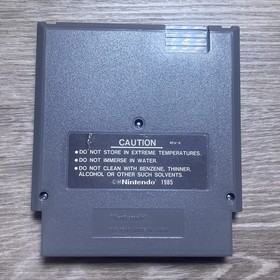 CAUTION
REV-A
•DO NOT STORE IN EXTREME TEMPERATURES.
•DO NOT IMMERSE IN WATER.
•DO NOT CLEAN WITH BENZENE, THINNER,
ALCOHOL OR OTHER SUCH SOLVENTS.
©®Nintendo 1985